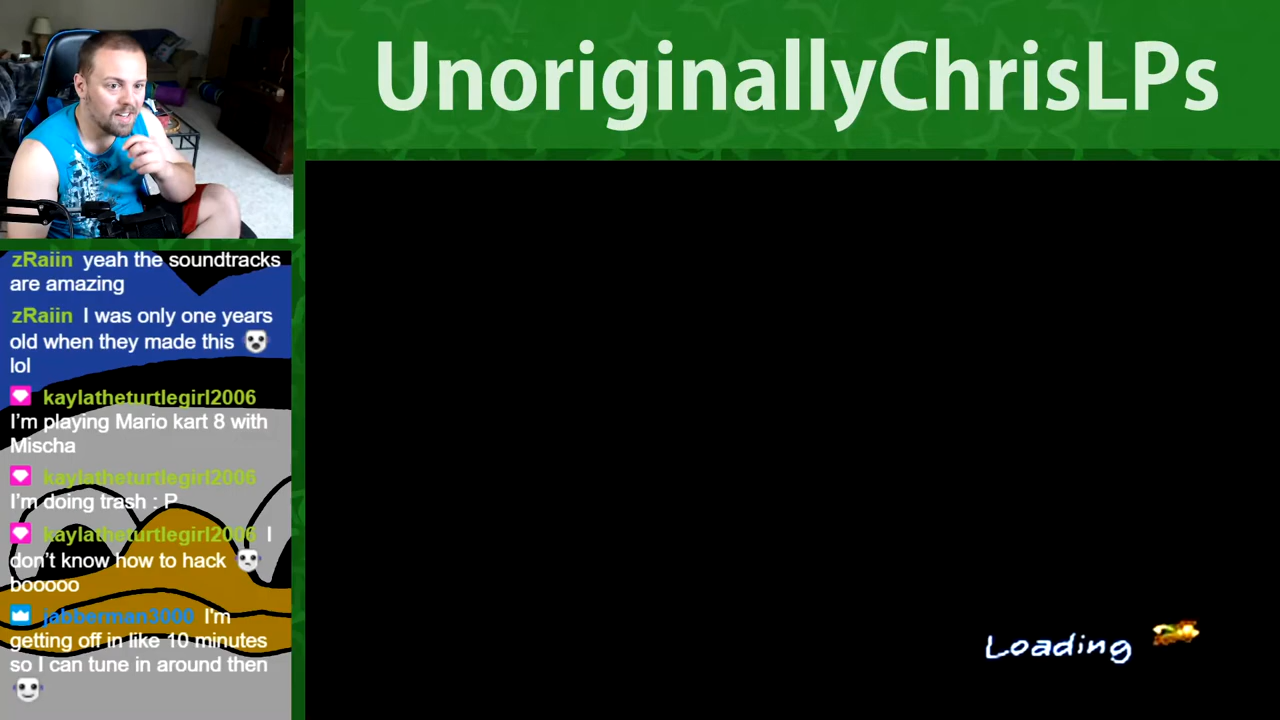 UnoriginallyChrisLPs
zRaiin yeah the soundtracks
are amazing
zRaiin I was only one years
old when they made this
lol
kaylatheturtlegirl2006
I'm playing Mario kart 8 with
Mischa
kaylatheturtlegirl2006
I'm doing trash : P
kaylatheturtlegirl2006 I
don't know how to hack
booooo
jabberman3000 I'm
getting off in like 10 minutes
so I can tune in around then
Loading